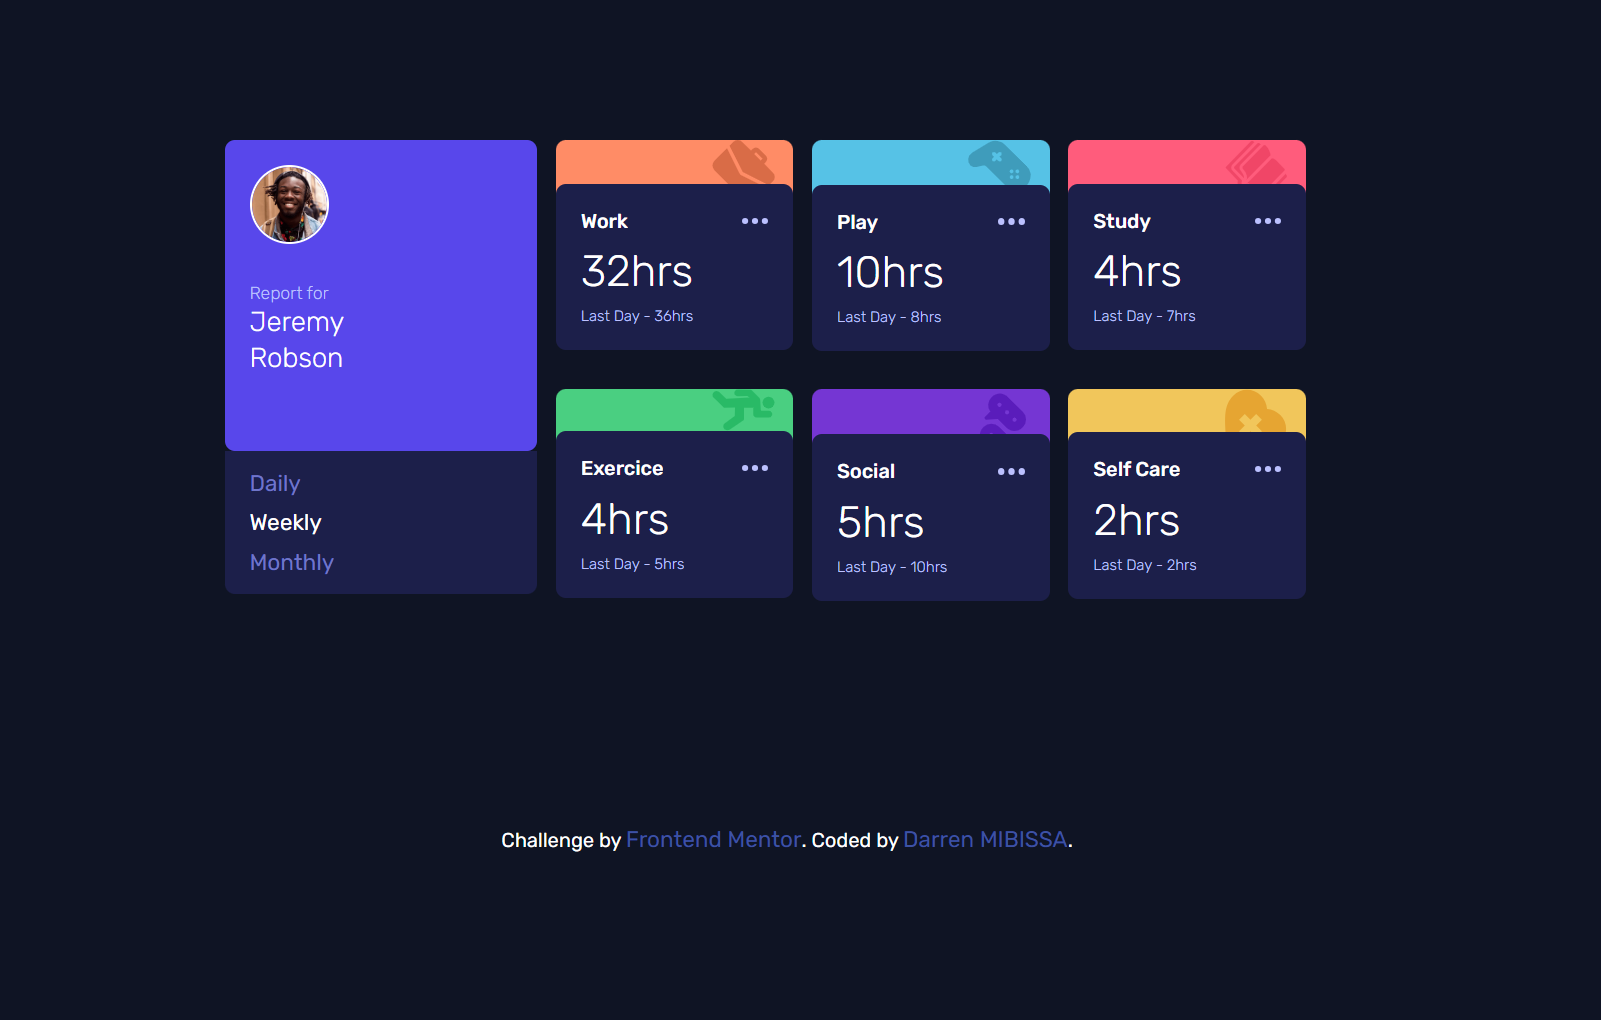 Report for
Jeremy
Robson
Daily
Weekly
Monthly
Work
32hrs
Last Day - 36hrs
Play
10hrs
Last Day - 8hrs
Study
4hrs
Last Day - 7hrs
Exercice
4hrs
Last Day - 5hrs
Social
5hrs
Last Day - 10hrs
Self Care
2hrs
Last Day - 2hrs
Challenge by Frontend Mentor. Coded by Darren MIBISSA.